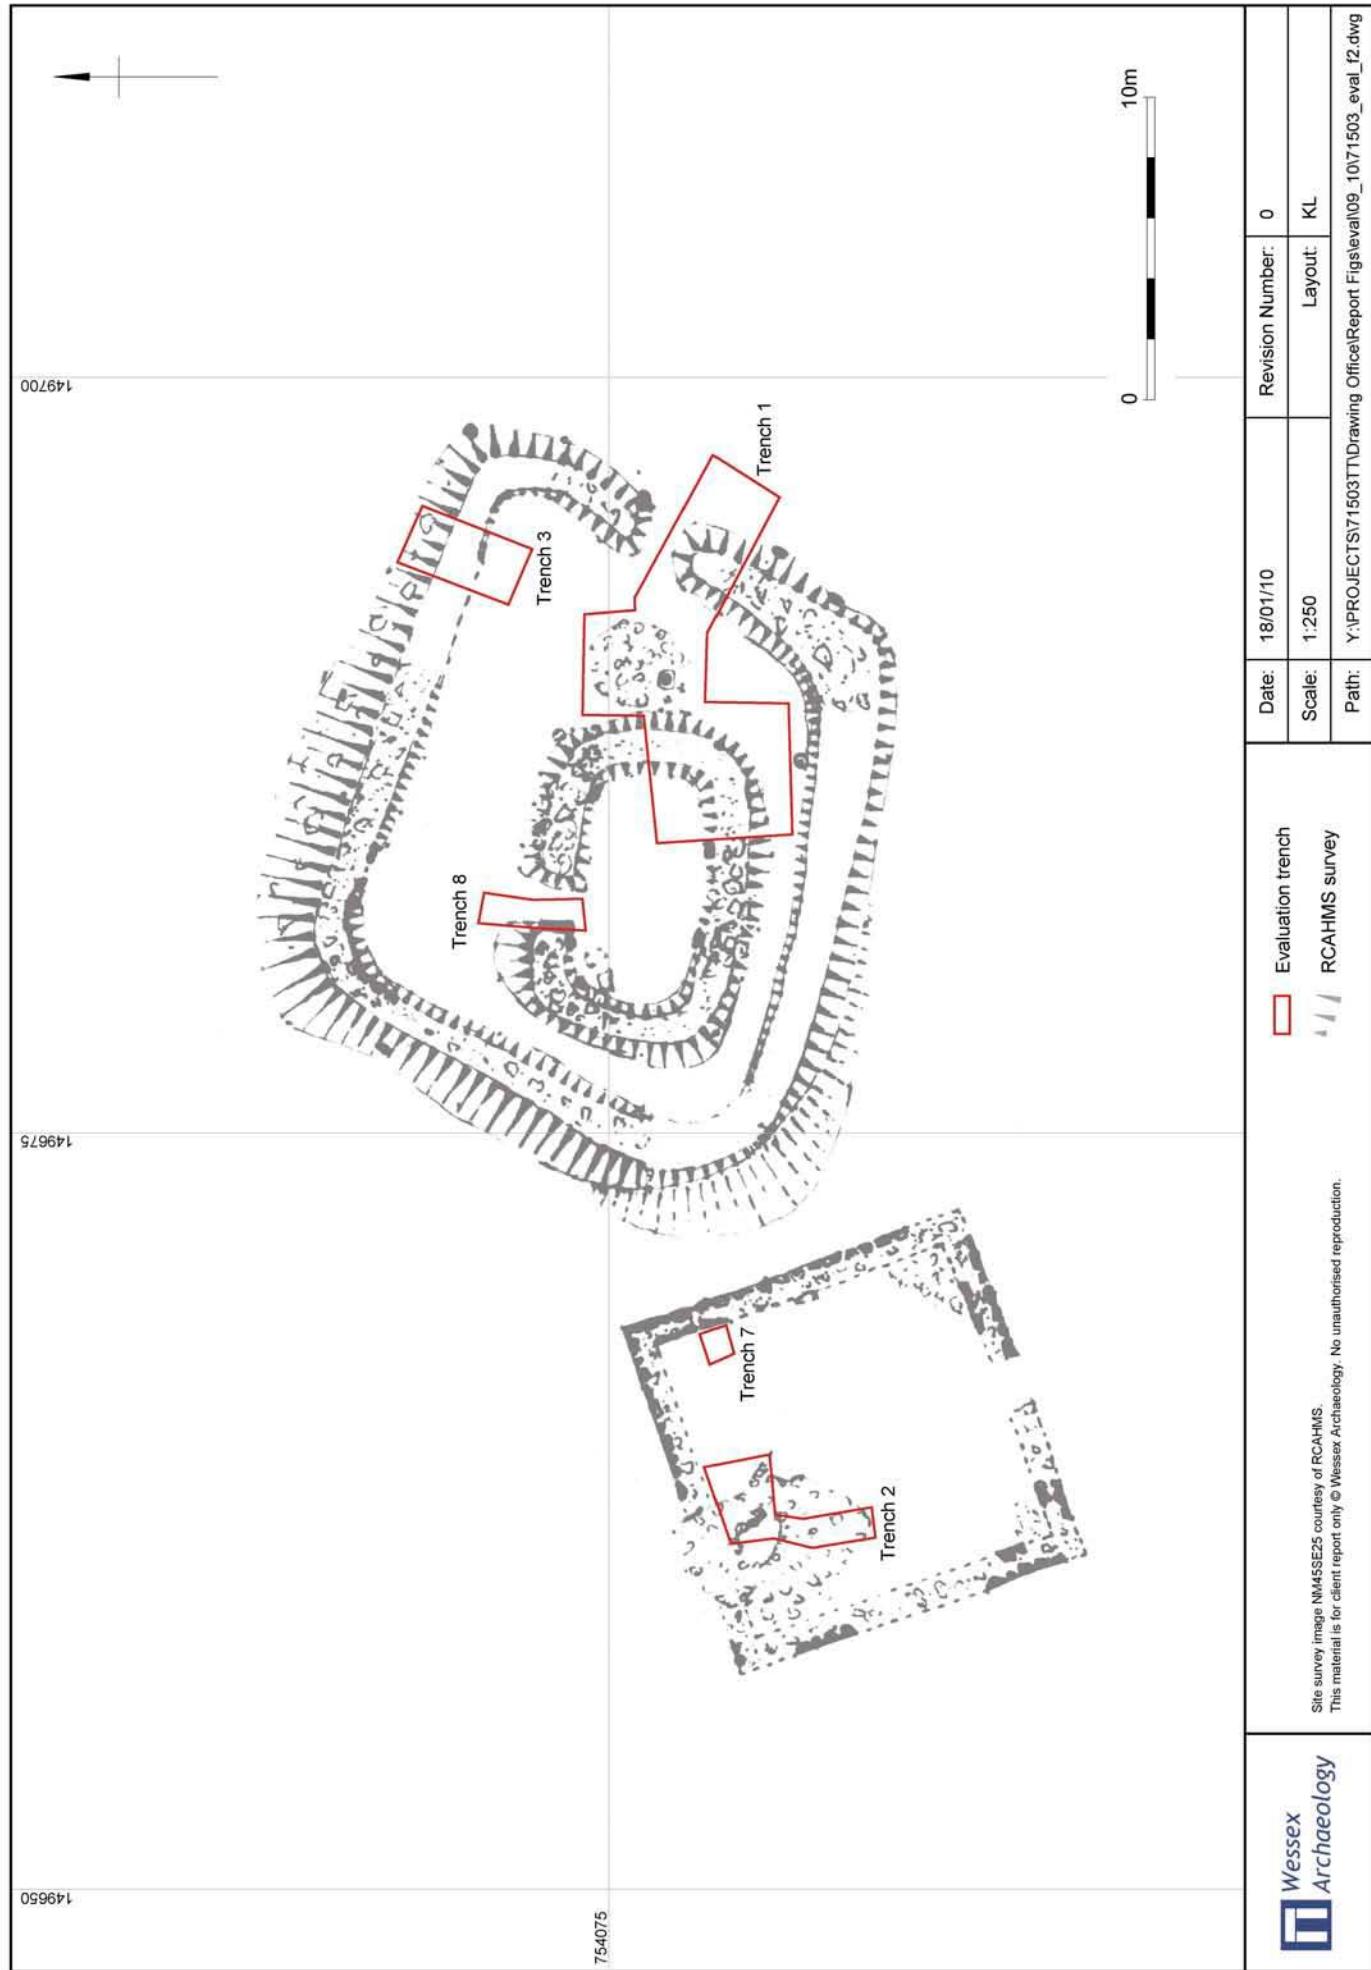 149650
149675
149700
754075
Trench 8
Trench 3
Trench 1
Trench 7
Trench 2
0
10m
Wessex
Archaeology
Evaluation trench
RCAHMS survey
Site survey image NM45SE25 courtesy of RCAHMS.
This material is for client report only © Wessex Archaeology. No unauthorised reproduction.
Date: 18/01/10 Revision Number: 0
Scale: 1:250 Layout: KL
Path: Y:\PROJECTS\71503TT\Drawing Office\Report Figs\eval\09_10\71503_eval_f2.dwg